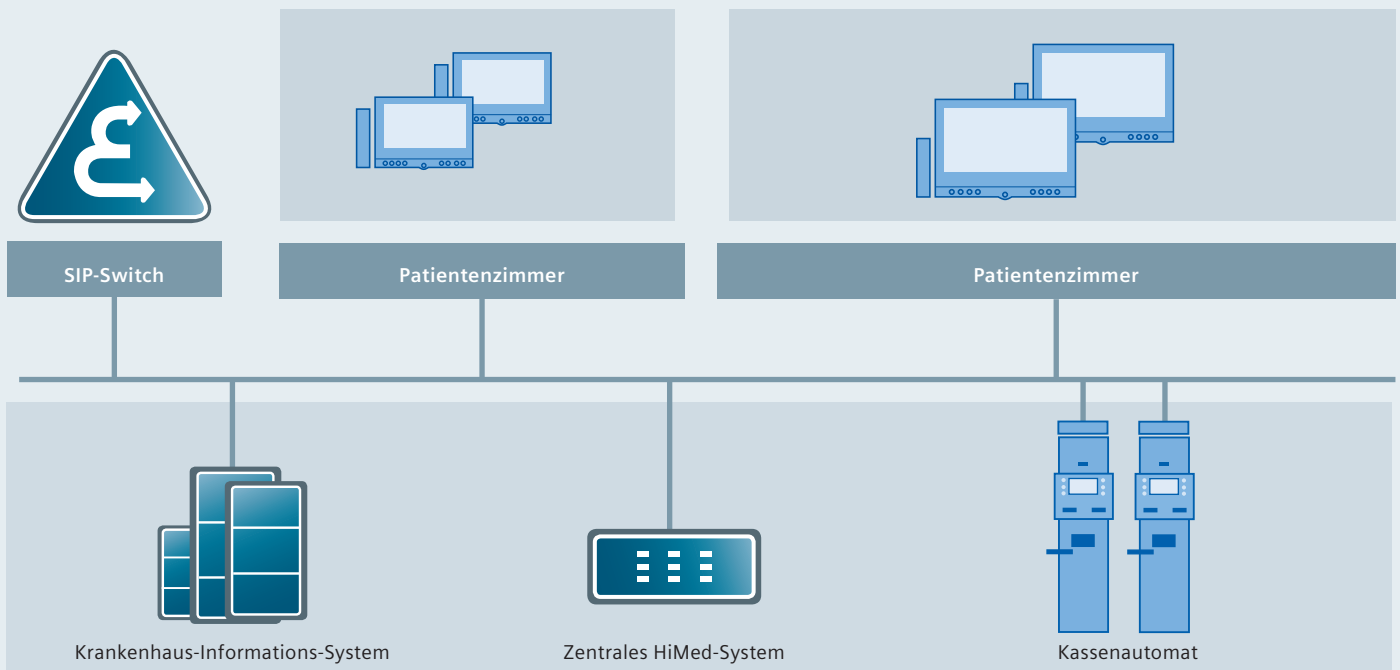 SIP-Switch
Patientenzimmer
Patientenzimmer
Krankenhaus-Informations-System
Zentrales HiMed-System
Kassenautomat